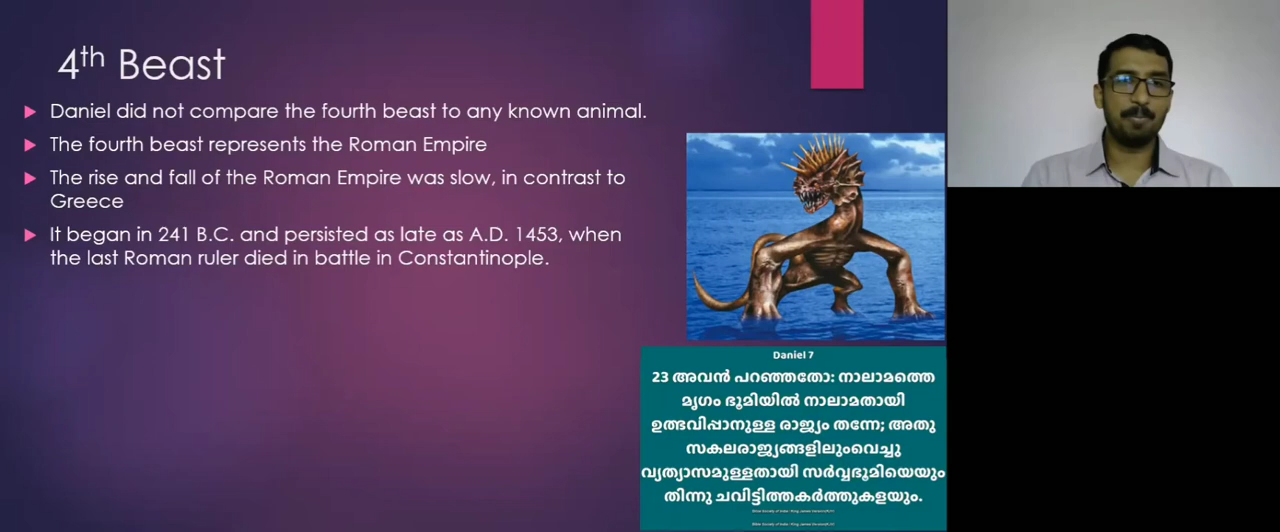 4th Beast
Daniel did not compare the fourth beast to any known animal.
The fourth beast represents the Roman Empire
The rise and fall of the Roman Empire was slow, in contrast to
Greece
It began in 241 B.C. and persisted as late as A.D. 1453, when
the last Roman ruler died in battle in Constantinople.
Daniel 7
23 അവൻ പറഞ്ഞതോ: നാലാമത്തെ
മൃഗം ഭൂമിയിൽ നാലാമതായി
ഉത്ഭവിപ്പാനുള്ള രാജ്യം തന്നേ; അതു
സകലരാജ്യങ്ങളിലുംവെച്ചു
വ്യത്യാസമുള്ളതായി സർവ്വഭൂമിയെയും
തിന്നു ചവിട്ടിത്തകർത്തുകളയും.